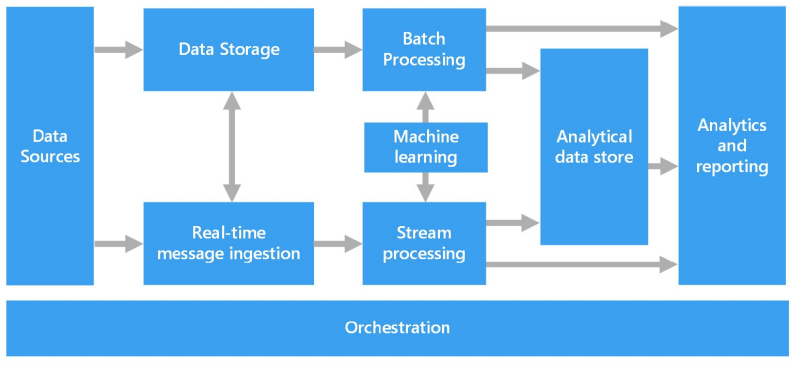 Data
Sources
Data Storage
Real-time
message ingestion
Batch
Processing
Machine
learning
Stream
processing
Analytical
data store
Analytics
and
reporting
Orchestration